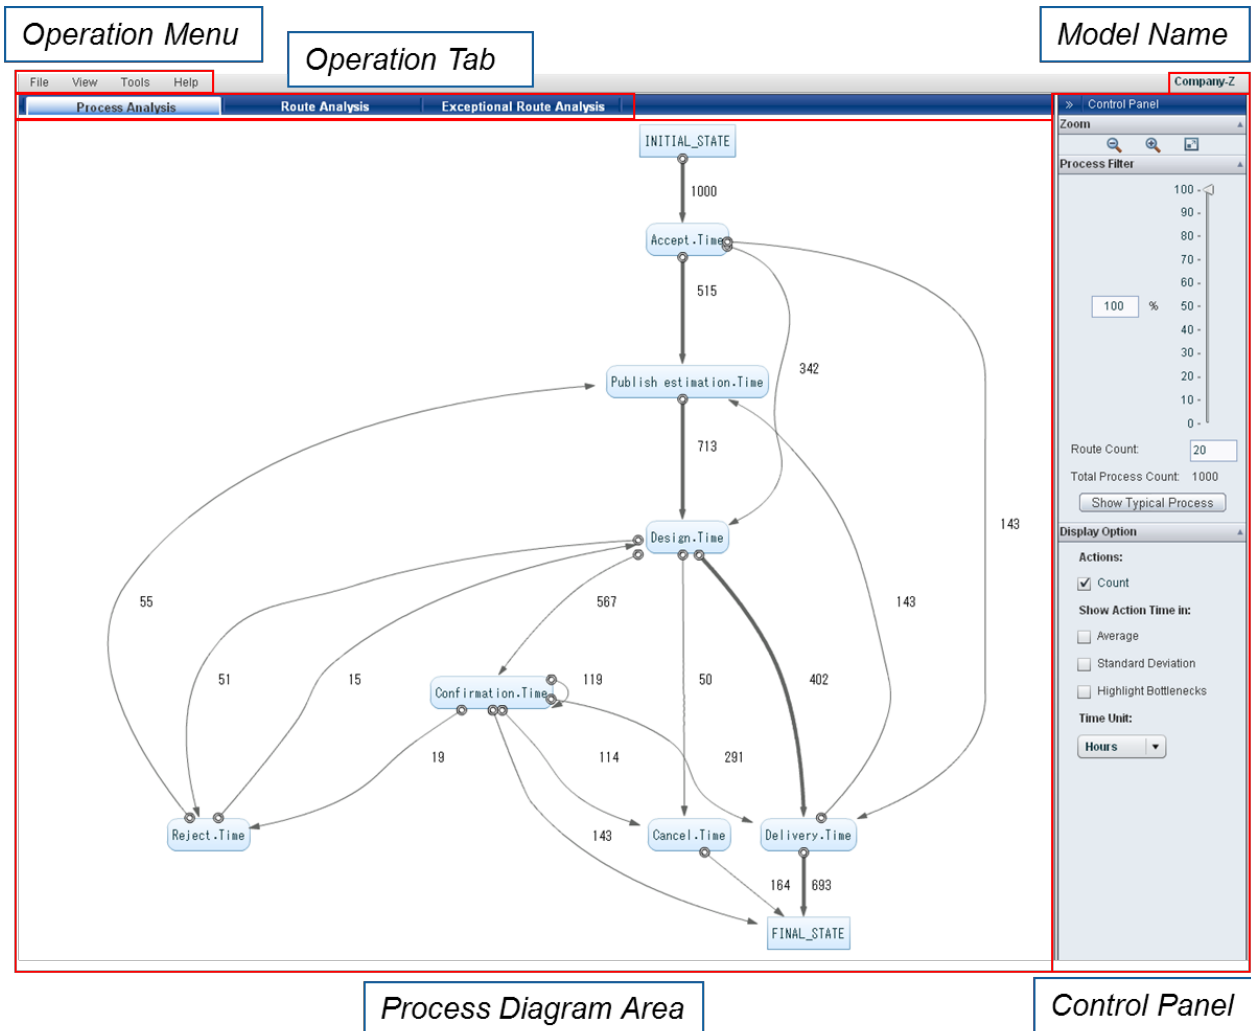 Operation Menu
Operation Tab
Model Name
File View Tools Help
Company-Z
Process Analysis Route Analysis Exceptional Route Analysis
» Control Panel
Zoom
Process Filter
100 -
90 -
80 -
70 -
60 -
100 % 50 -
40 -
30 -
20 -
10 -
0 -
Route Count: 20
Total Process Count: 1000
Show Typical Process
Display Option
Actions:
Count
Show Action Time in:
Average
Standard Deviation
Highlight Bottlenecks
Time Unit:
Hours
INITIAL_STATE
1000
Accept.Time
515
342
Publish estimation.Time
713
143
Design.Time
55
567
143
51
15
119
50
402
Confirmation.Time
19
114
291
Reject.Time
143
Cancel.Time
Delivery.Time
164
693
FINAL_STATE
Process Diagram Area
Control Panel